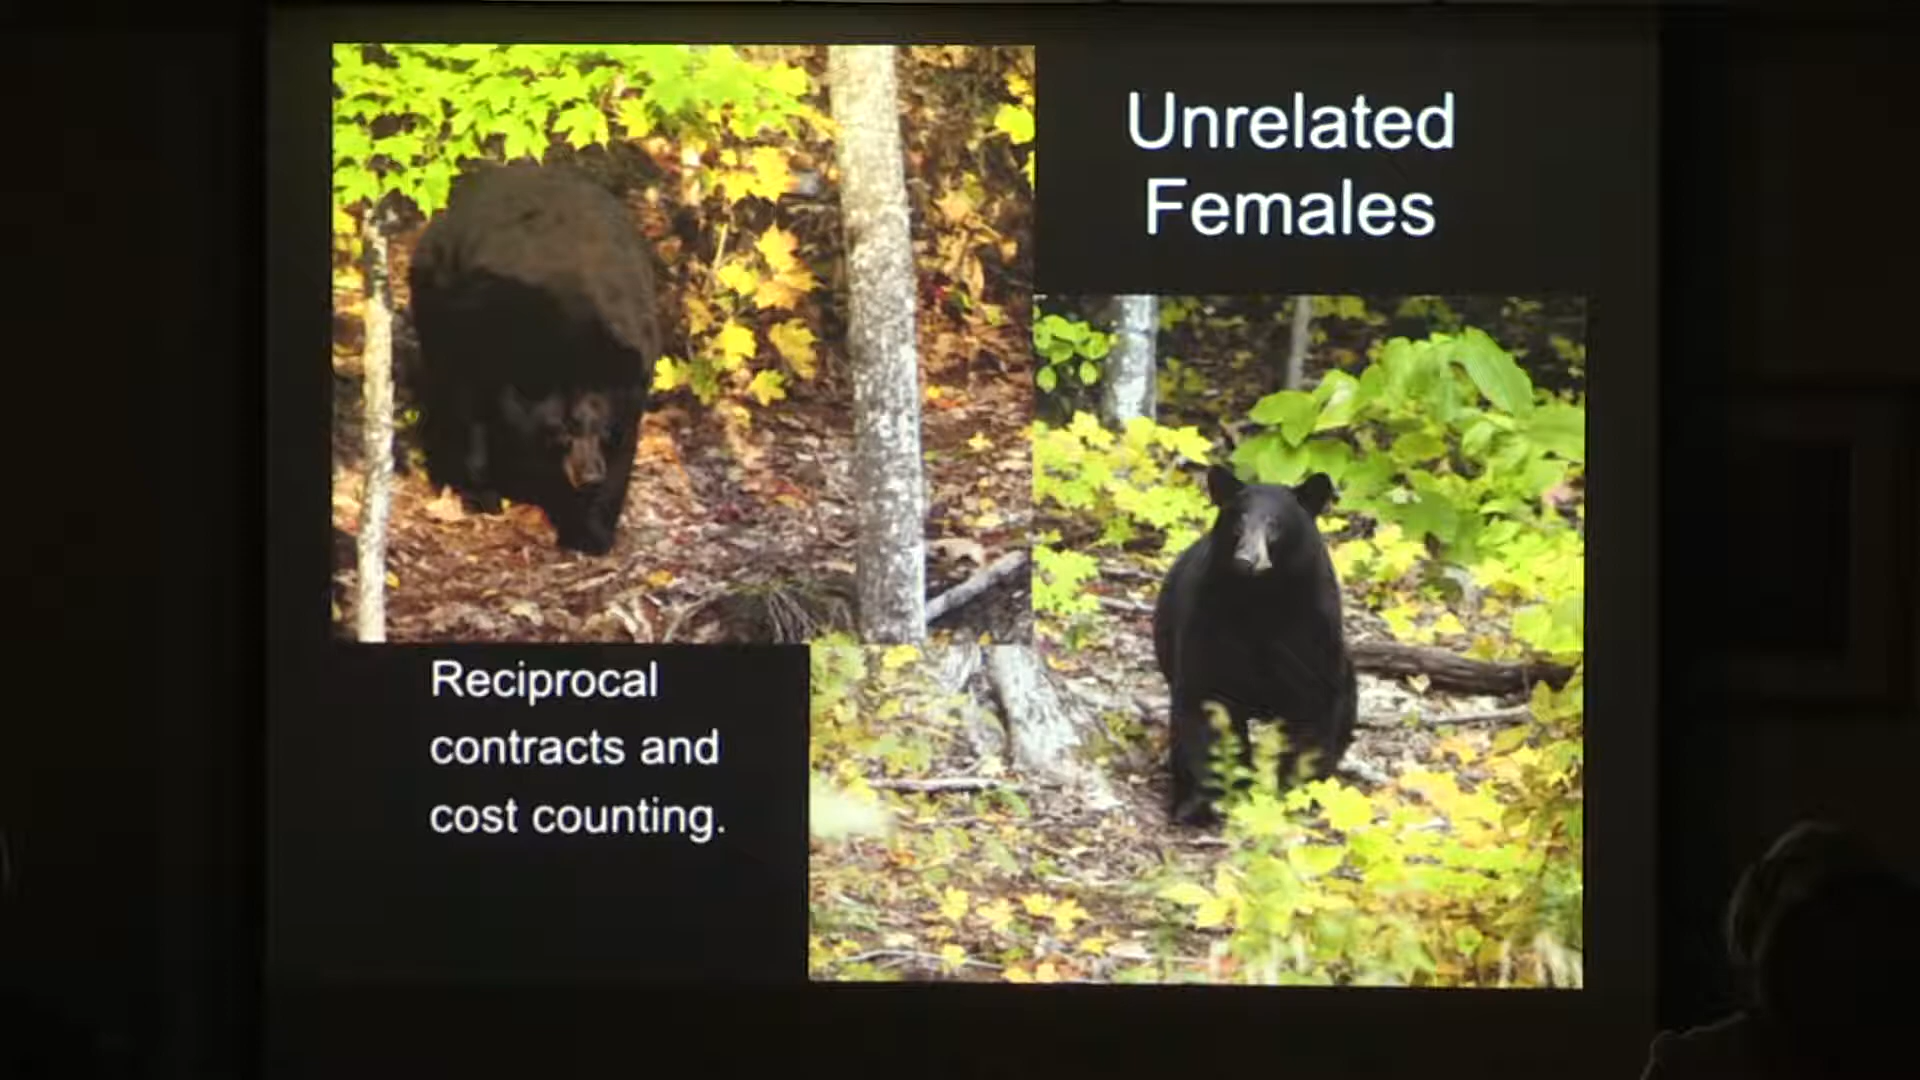 Unrelated
Females
Reciprocal
contracts and
cost counting.